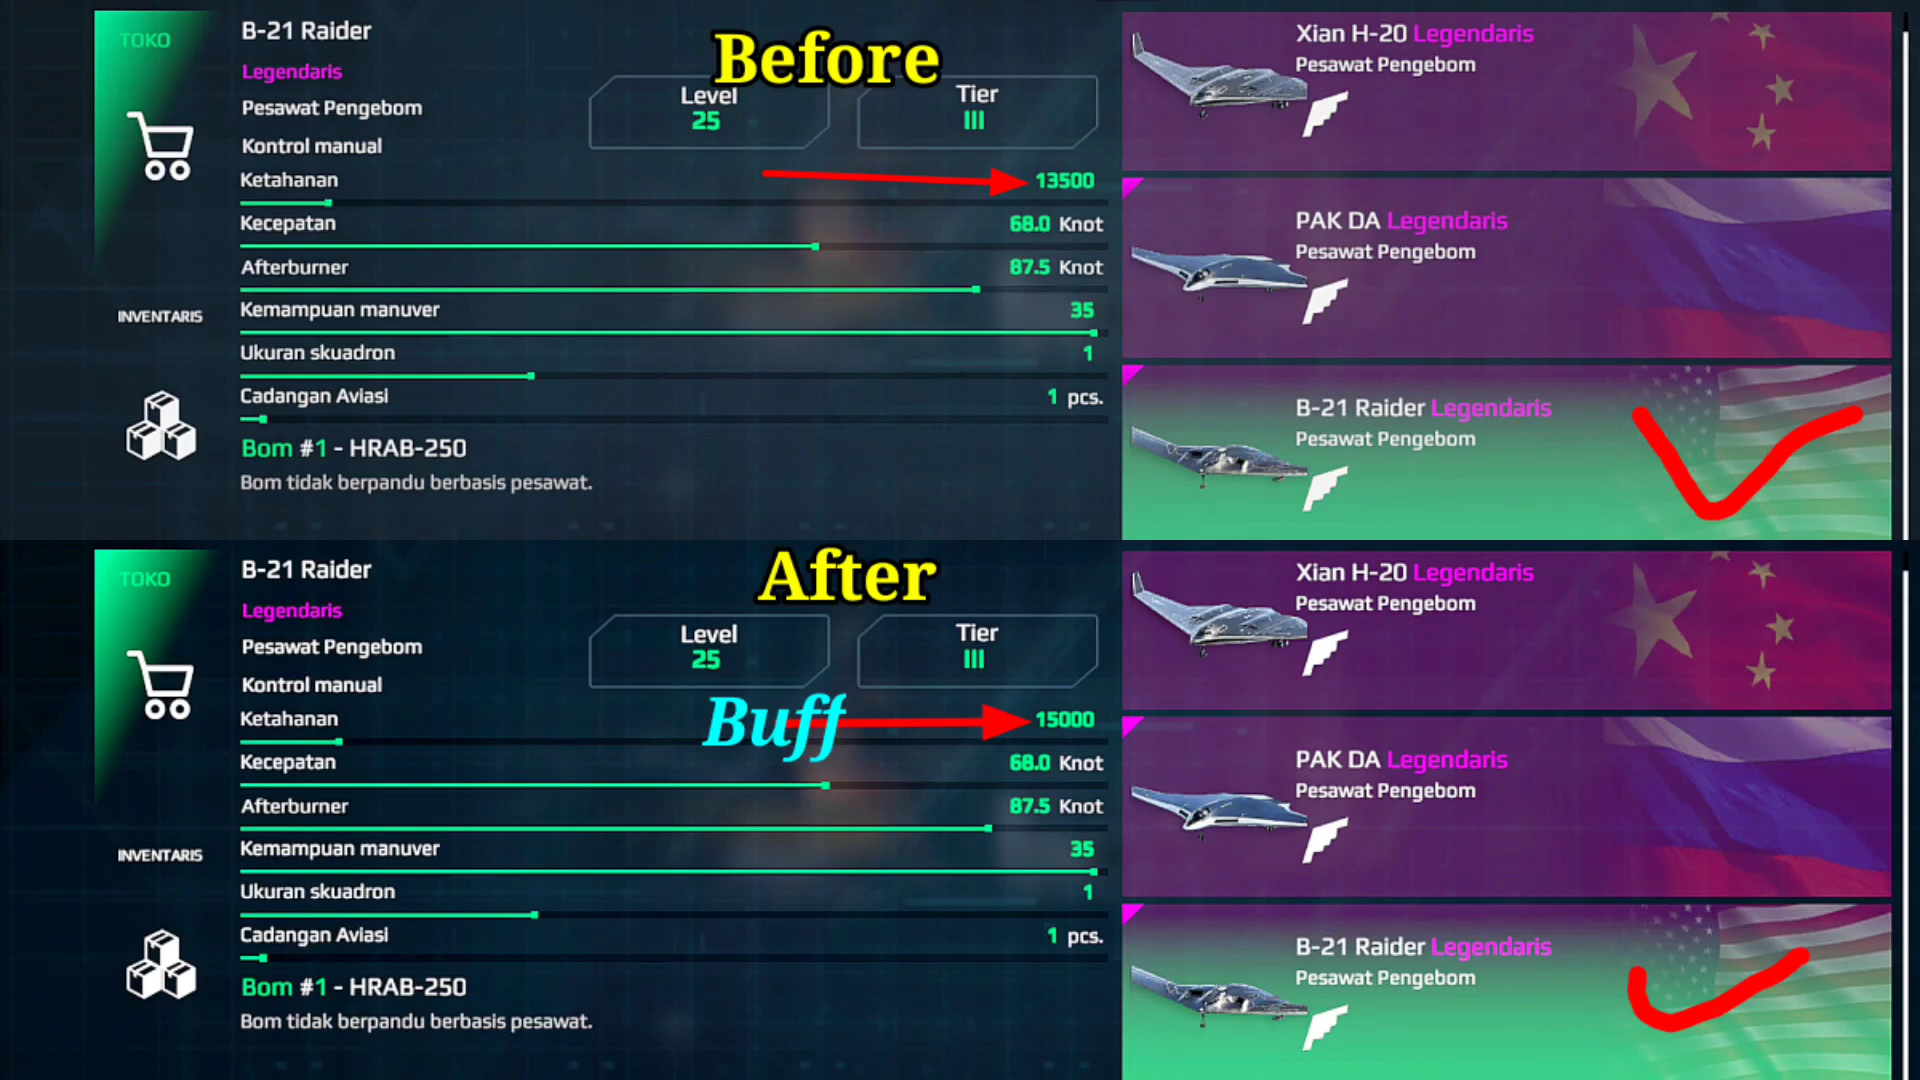 Before
TOKO
B-21 Raider
Legendaris
Pesawat Pengebom
Kontrol manual
Level
25
Tier
III
Ketahanan 13500
Kecepatan 68.0 Knot
Afterburner 87.5 Knot
Kemampuan manuver 35
Ukuran skuadron 1
Cadangan Aviasi 1 pcs.
INVENTARIS
Bom #1 - HRAB-250
Bom tidak berpandu berbasis pesawat.
Xian H-20 Legendaris
Pesawat Pengebom
PAK DA Legendaris
Pesawat Pengebom
B-21 Raider Legendaris
Pesawat Pengebom
After
TOKO
B-21 Raider
Legendaris
Pesawat Pengebom
Kontrol manual
Level
25
Tier
III
Buff
Ketahanan 15000
Kecepatan 68.0 Knot
Afterburner 87.5 Knot
Kemampuan manuver 35
Ukuran skuadron 1
Cadangan Aviasi 1 pcs.
INVENTARIS
Bom #1 - HRAB-250
Bom tidak berpandu berbasis pesawat.
Xian H-20 Legendaris
Pesawat Pengebom
PAK DA Legendaris
Pesawat Pengebom
B-21 Raider Legendaris
Pesawat Pengebom